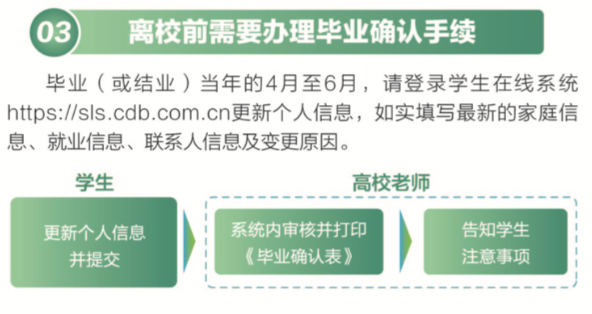 03 离校前需要办理毕业确认手续
毕业（或结业）当年的4月至6月，请登录学生在线系统
https://sls.cdb.com.cn更新个人信息，如实填写最新的家庭信
息、就业信息、联系人信息及变更原因。
学生
高校老师
更新个人信息
并提交
系统内审核并打印
《毕业确认表》
告知学生
注意事项